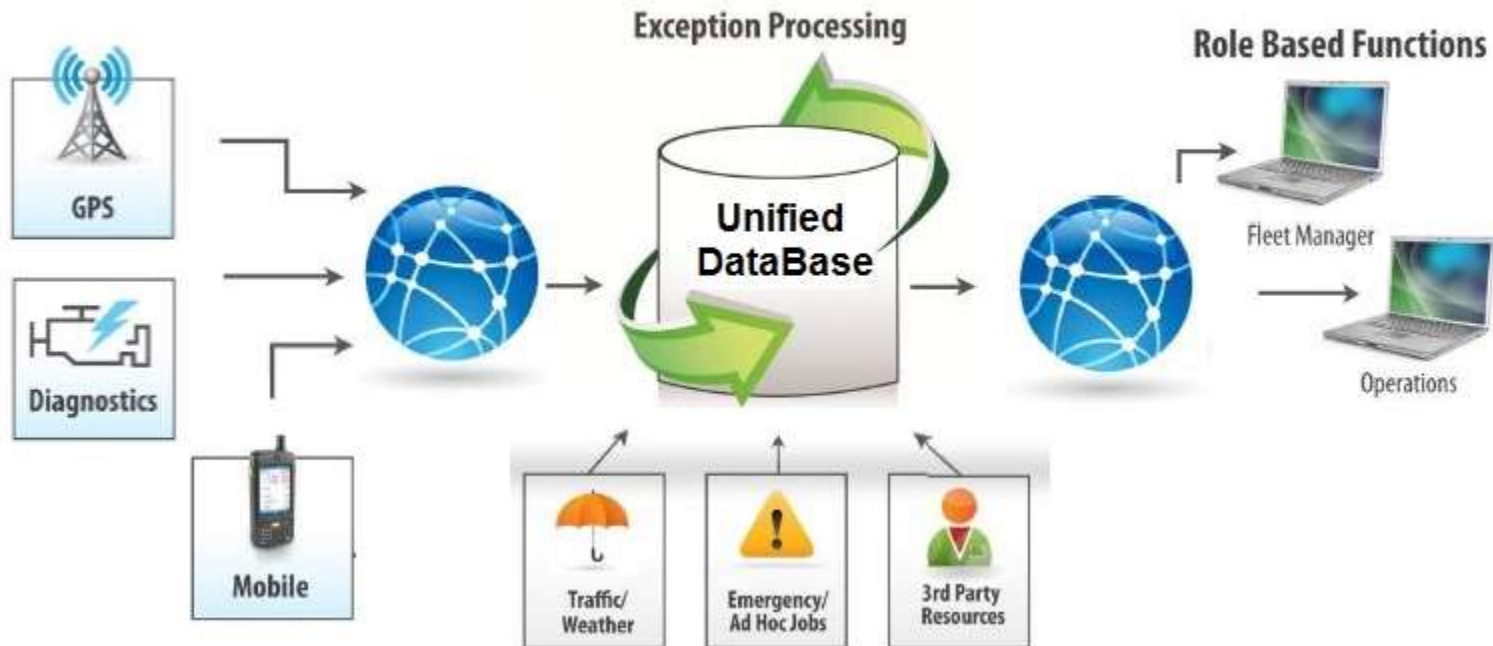 Exception Processing
Role Based Functions
GPS
Unified
DataBase
Fleet Manager
Diagnostics
Operations
Mobile
Traffic/
Weather
Emergency/
Ad Hoc Jobs
3rd Party
Resources